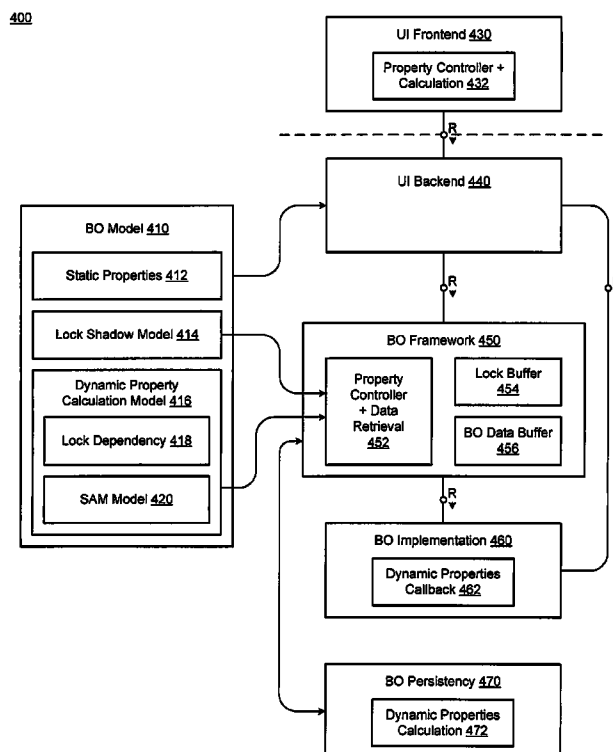 400
UI Frontend 430
Property Controller +
Calculation 432
R
UI Backend 440
BO Model 410
Static Properties 412
R
Lock Shadow Model 414
BO Framework 450
Dynamic Property
Calculation Model 416
Property
Controller
+ Data
Retrieval
452
Lock Buffer
454
Lock Dependency 418
BO Data Buffer
456
SAM Model 420
R
BO Implementation 460
Dynamic Properties
Callback 462
BO Persistency 470
Dynamic Properties
Calculation 472